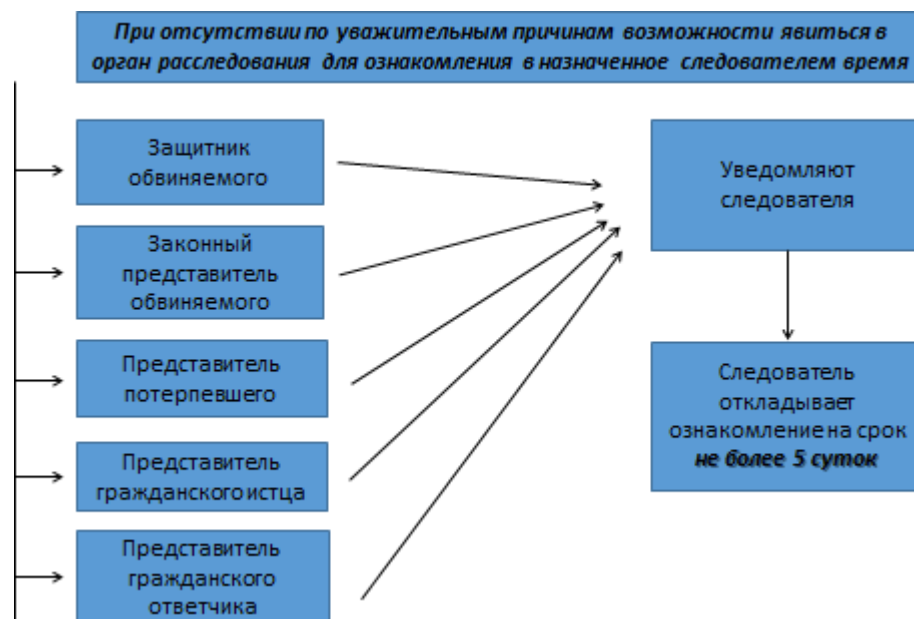 При отсутствии по уважительным причинам возможности явиться в
орган расследования для ознакомления в назначенное следователем время
Защитник
обвиняемого
Законный
представитель
обвиняемого
Представитель
потерпевшего
Представитель
гражданского истца
Представитель
гражданского
ответчика
Уведомляют
следователя
Следователь
откладывает
ознакомление на срок
не более 5 суток